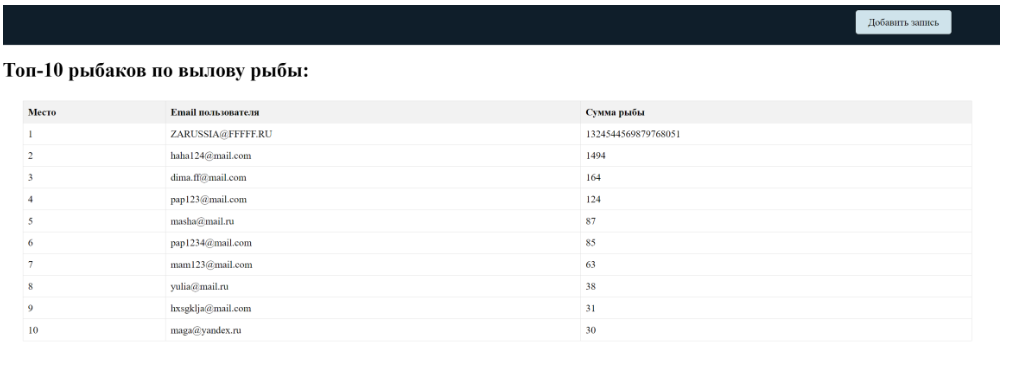 Добавить запись
Топ-10 рыбаков по вылову рыбы:
Место Email пользователя Сумма рыбы
1 ZARUSSIA@FFFFF.RU 1324544569879768051
2 haha124@mail.com 1494
3 dima.ff@mail.com 164
4 pap123@mail.com 124
5 masha@mail.ru 87
6 pap1234@mail.com 85
7 mam123@mail.com 63
8 yulia@mail.ru 38
9 hxsgklja@mail.com 31
10 maga@yandex.ru 30